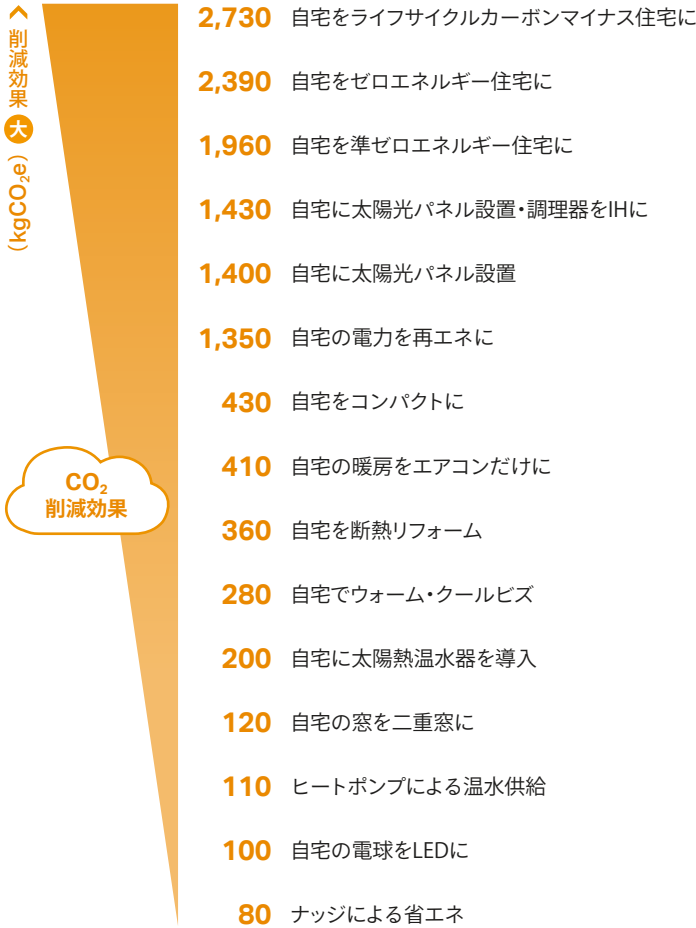 削減効果 大 (kgCO₂e)
2,730 自宅をライフサイクルカーボンマイナス住宅に
2,390 自宅をゼロエネルギー住宅に
1,960 自宅を準ゼロエネルギー住宅に
1,430 自宅に太陽光パネル設置・調理器をIHに
1,400 自宅に太陽光パネル設置
1,350 自宅の電力を再エネに
430 自宅をコンパクトに
410 自宅の暖房をエアコンだけに
CO₂
削減効果
360 自宅を断熱リフォーム
280 自宅でウォーム・クールビズ
200 自宅に太陽熱温水器を導入
120 自宅の窓を二重窓に
110 ヒートポンプによる温水供給
100 自宅の電球をLEDに
80 ナッジによる省エネ